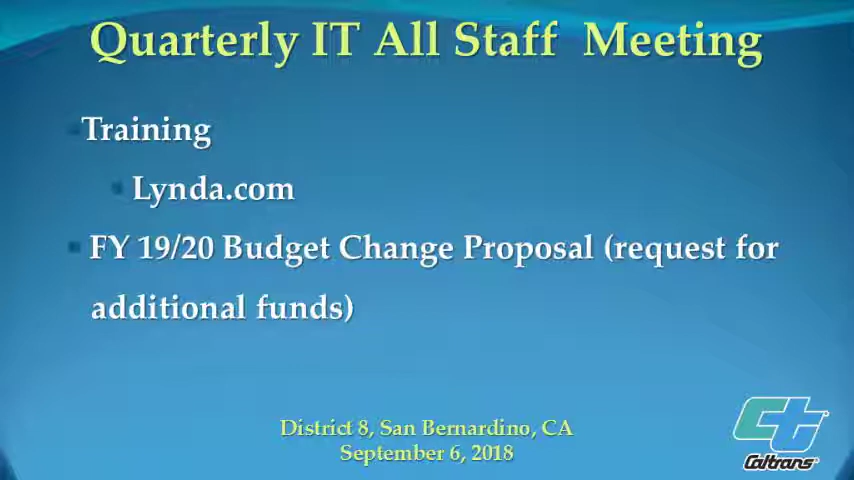 Quarterly IT All Staff Meeting
Training
Lynda.com
FY 19/20 Budget Change Proposal (request for
additional funds)
District 8, San Bernardino, CA
September 6, 2018
ct
Caltrans